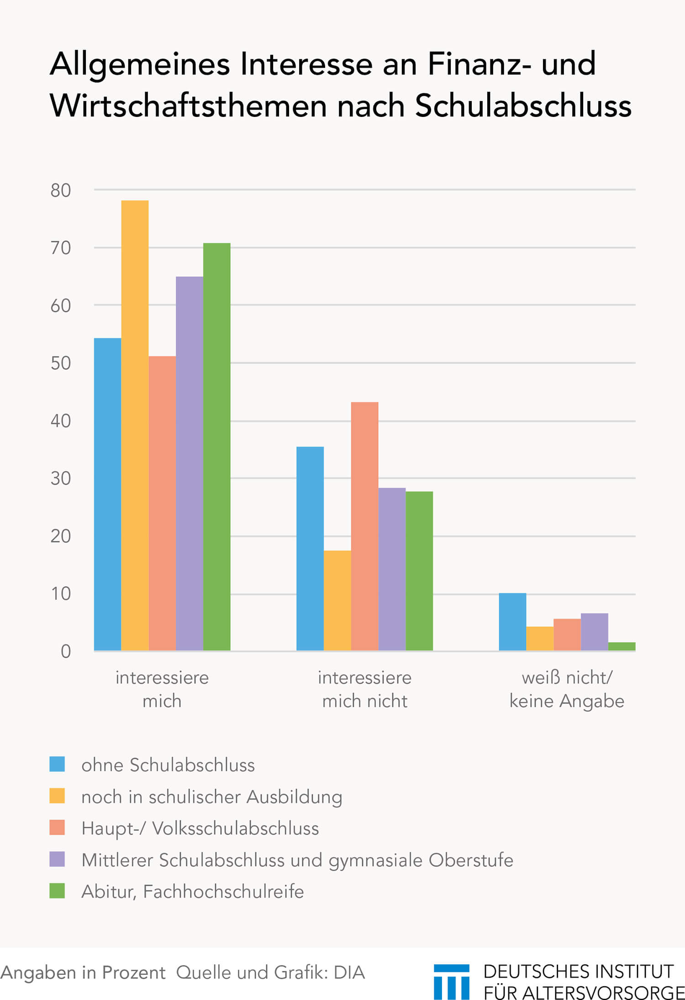 Allgemeines Interesse an Finanz- und
Wirtschaftsthemen nach Schulabschluss
80
70
60
50
40
30
20
10
0
interessiere
mich
interessiere
mich nicht
weiß nicht/
keine Angabe
ohne Schulabschluss
noch in schulischer Ausbildung
Haupt-/ Volksschulabschluss
Mittlerer Schulabschluss und gymnasiale Oberstufe
Abitur, Fachhochschulreife
Angaben in Prozent Quelle und Grafik: DIA
DEUTSCHES INSTITUT
FÜR ALTERSVORSORGE